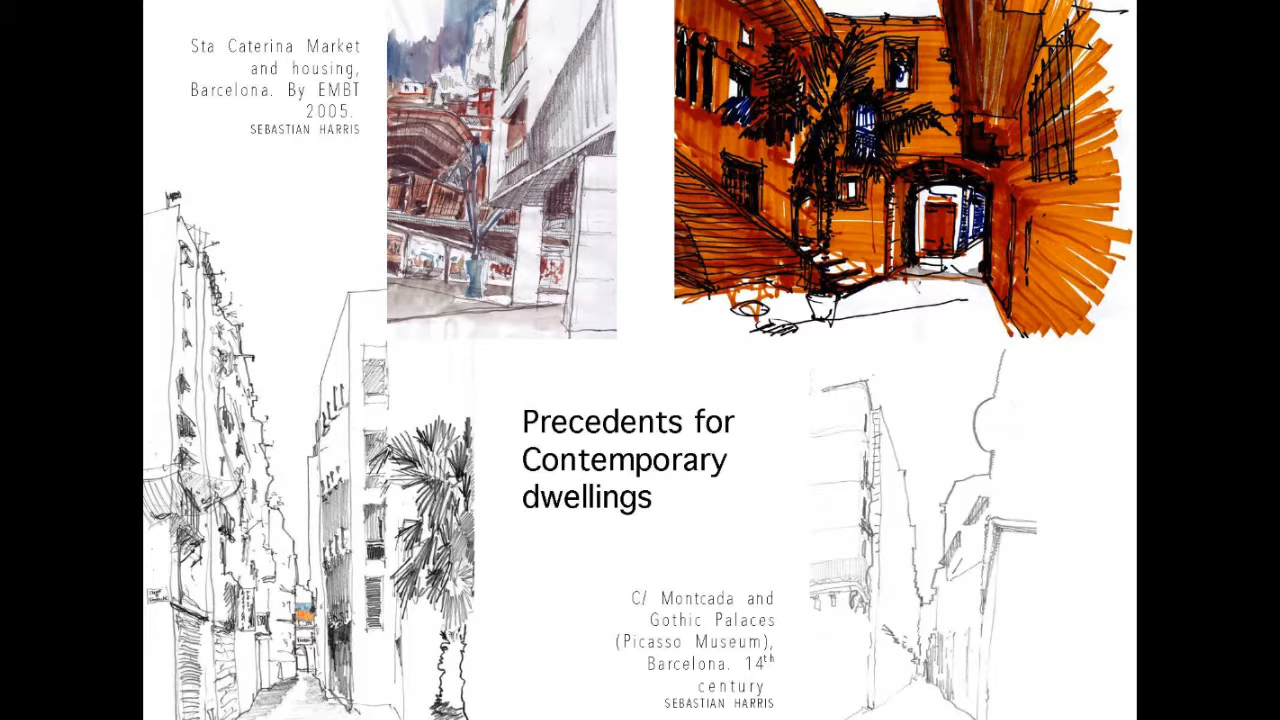 Sta Caterina Market
and housing,
Barcelona. By EMBT
2005.
SEBASTIAN HARRIS
Precedents for
Contemporary
dwellings
C/ Montcada and
Gothic Palaces
(Picasso Museum),
Barcelona. 14th
century
SEBASTIAN HARRIS